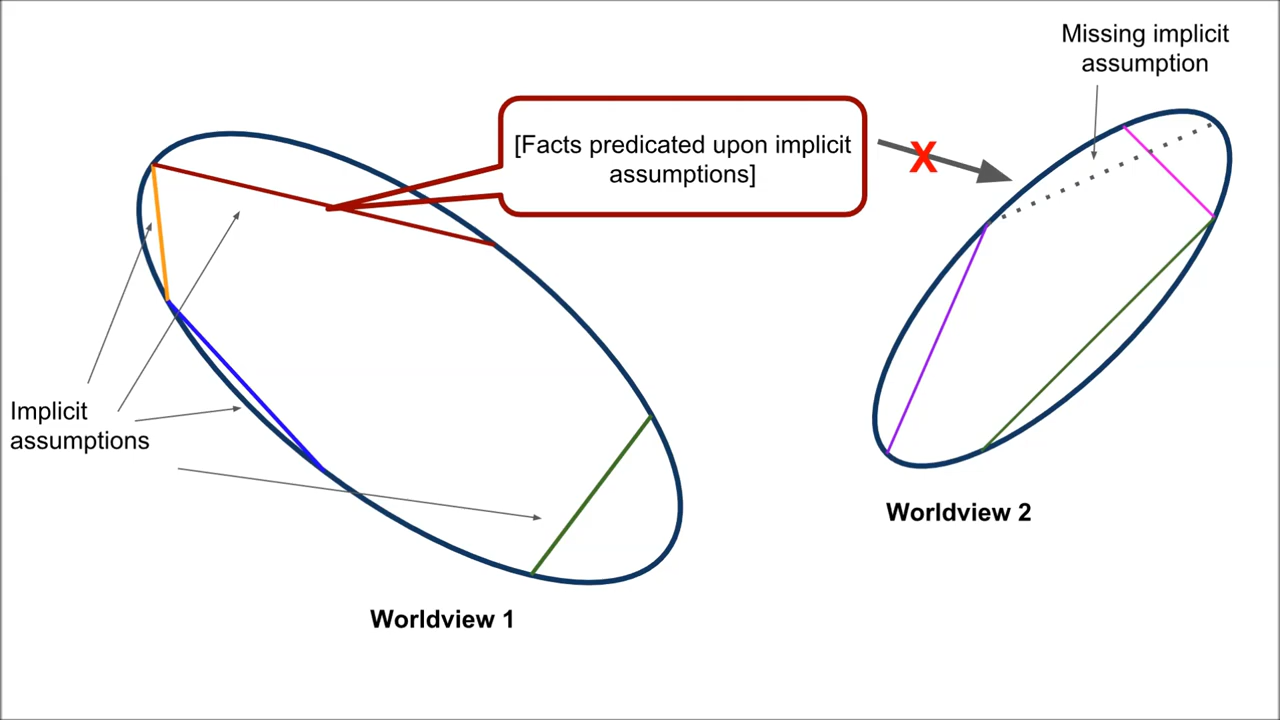 Missing implicit
assumption
[Facts predicated upon implicit
assumptions]
X
Implicit
assumptions
Worldview 2
Worldview 1